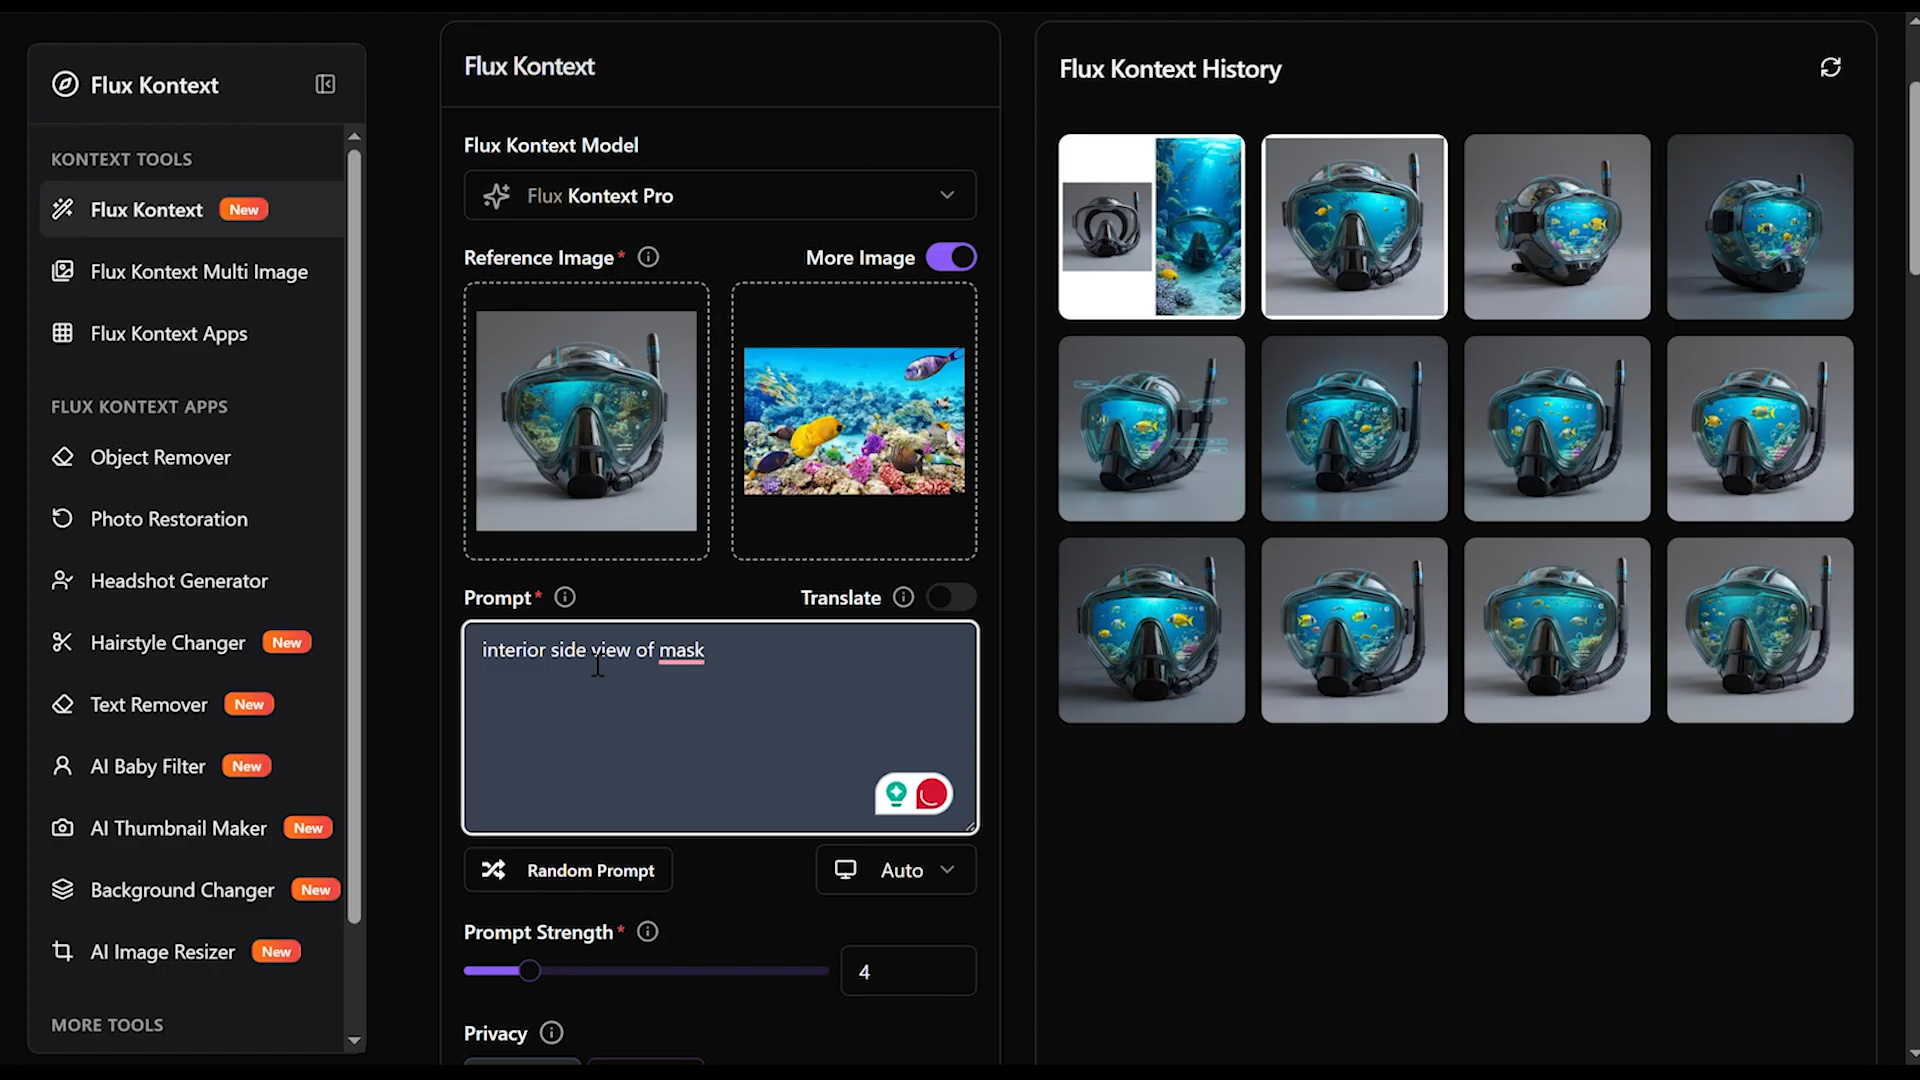 Flux Kontext
KONTEXT TOOLS
Flux Kontext New
Flux Kontext Multi Image
Flux Kontext Apps
FLUX KONTEXT APPS
Object Remover
Photo Restoration
Headshot Generator
Hairstyle Changer New
Text Remover New
AI Baby Filter New
AI Thumbnail Maker New
Background Changer New
AI Image Resizer New
MORE TOOLS
Flux Kontext
Flux Kontext Model
Flux Kontext Pro
Reference Image* More Image
Prompt* Translate
interior side view of mask
Random Prompt Auto
Prompt Strength*
4
Privacy
Flux Kontext History